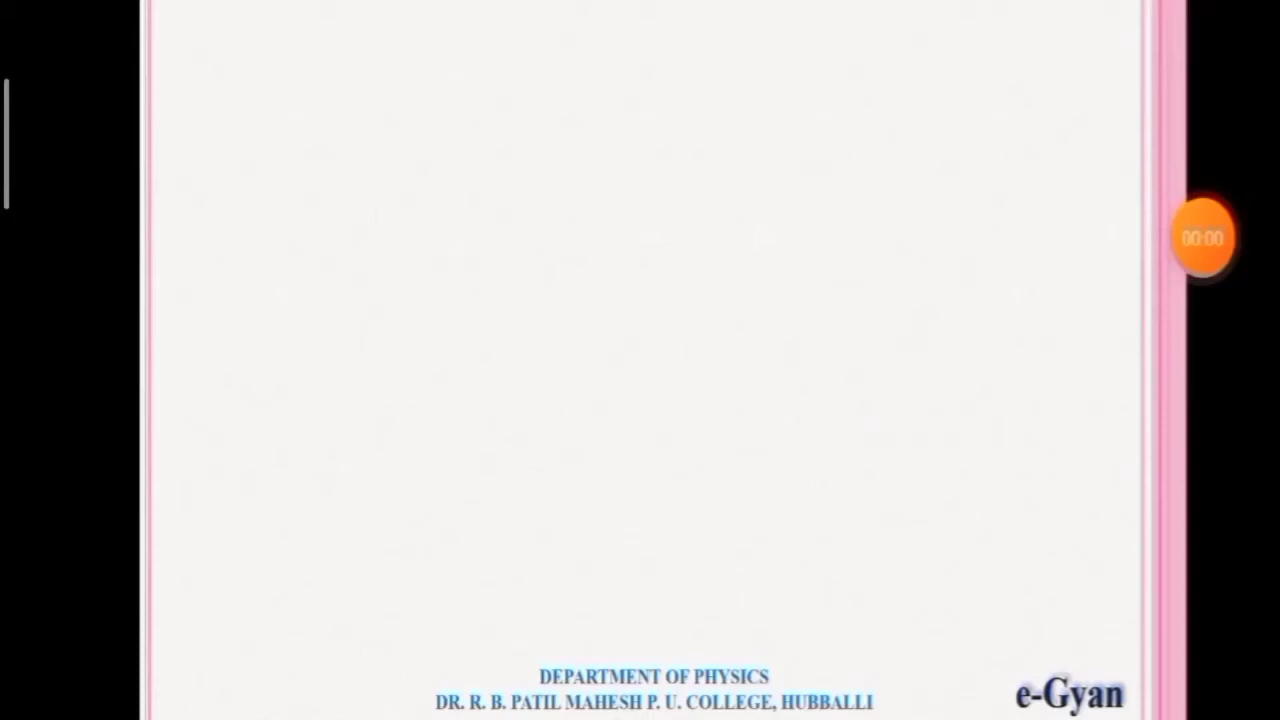 00:00
DEPARTMENT OF PHYSICS
DR. R. B. PATIL MAHESH P. U. COLLEGE, HUBBALLI
e-Gyan